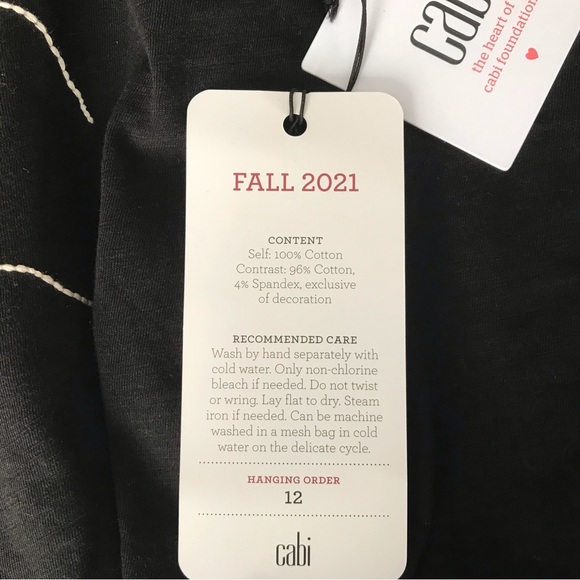 cabi
the heart of
cabi foundation
FALL 2021
CONTENT
Self: 100% Cotton
Contrast: 96% Cotton,
4% Spandex, exclusive
of decoration
RECOMMENDED CARE
Wash by hand separately with
cold water. Only non-chlorine
bleach if needed. Do not twist
or wring. Lay flat to dry. Steam
iron if needed. Can be machine
washed in a mesh bag in cold
water on the delicate cycle.
HANGING ORDER
12
cabi